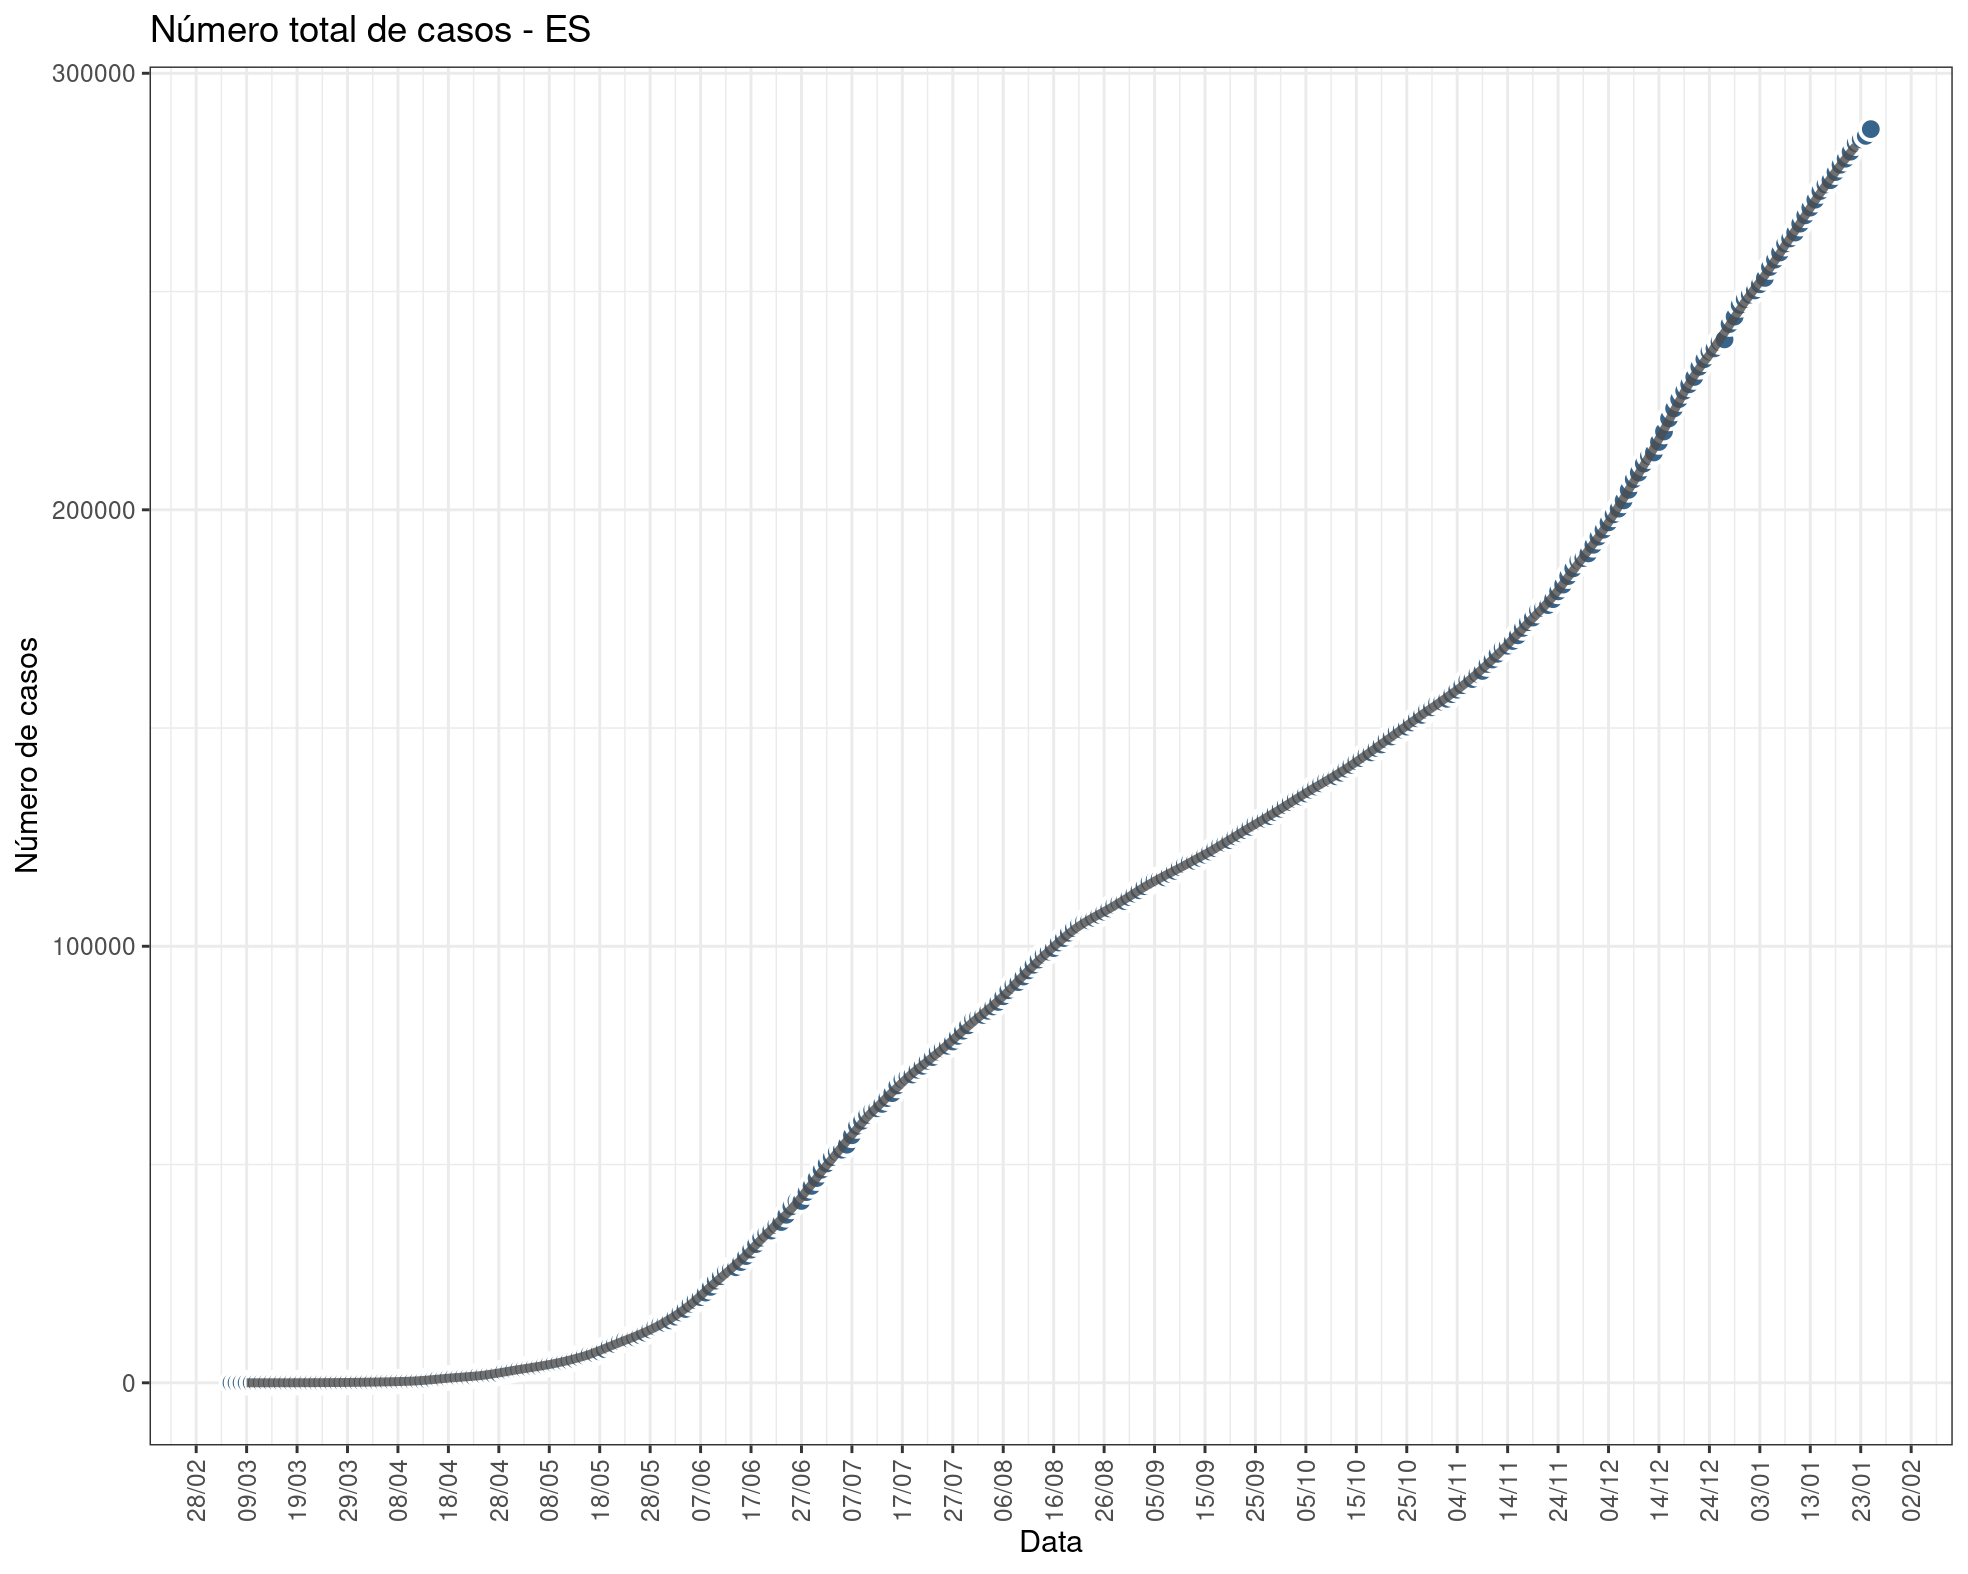 Número total de casos - ES
300000
200000
100000
0
Número de casos
28/02 09/03 19/03 29/03 08/04 18/04 28/04 08/05 18/05 28/05 07/06 17/06 27/06 07/07 17/07 27/07 06/08 16/08 26/08 05/09 15/09 25/09 05/10 15/10 25/10 04/11 14/11 24/11 04/12 14/12 24/12 03/01 13/01 23/01 02/02
Data